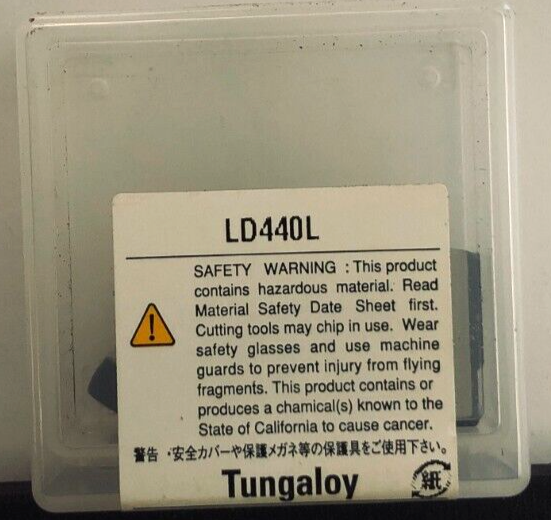 LD440L
SAFETY WARNING : This product
contains hazardous material. Read
Material Safety Date Sheet first.
Cutting tools may chip in use. Wear
safety glasses and use machine
guards to prevent injury from flying
fragments. This product contains or
produces a chamical(s) known to the
State of California to cause cancer.
警告・安全カバーや保護メガネ等の保護具をご使用下さい。
Tungaloy
紙